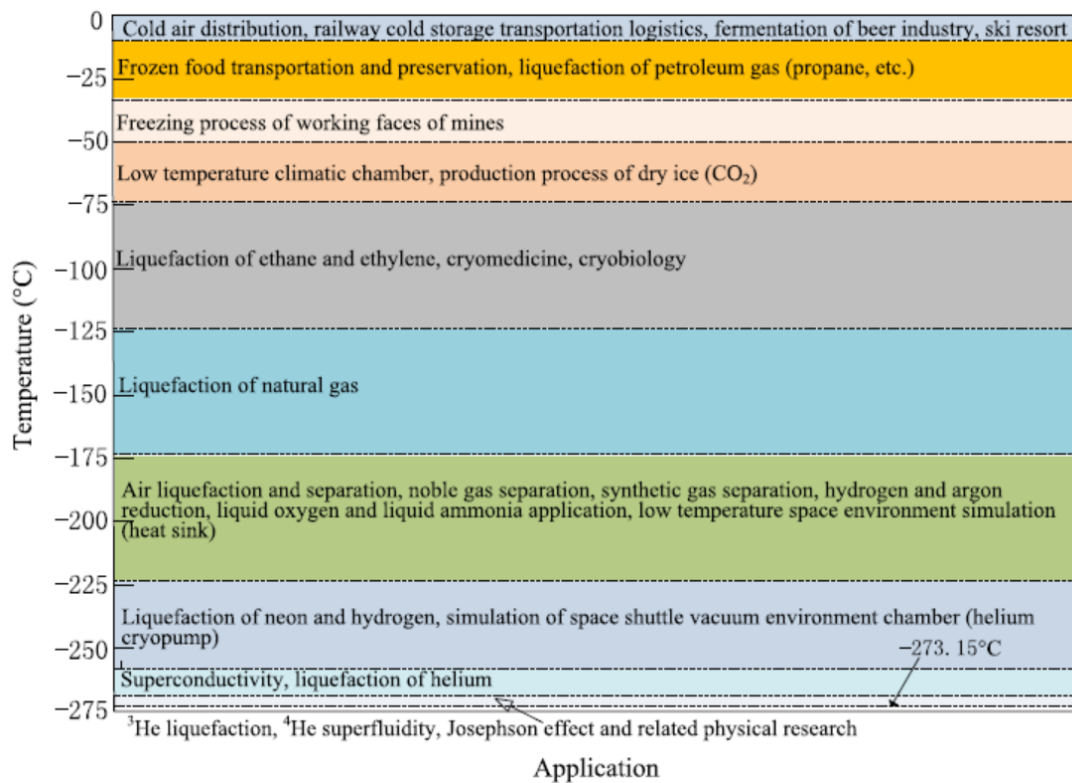 0
Cold air distribution, railway cold storage transportation logistics, fermentation of beer industry, ski resort
Frozen food transportation and preservation, liquefaction of petroleum gas (propane, etc.)
−25
Freezing process of working faces of mines
−50
Low temperature climatic chamber, production process of dry ice (CO₂)
−75
Liquefaction of ethane and ethylene, cryomedicine, cryobiology
−100
Temperature (°C)
−125
Liquefaction of natural gas
−150
−175
Air liquefaction and separation, noble gas separation, synthetic gas separation, hydrogen and argon
reduction, liquid oxygen and liquid ammonia application, low temperature space environment simulation
(heat sink)
−200
−225
Liquefaction of neon and hydrogen, simulation of space shuttle vacuum environment chamber (helium
cryopump)
−250
−273. 15°C
Superconductivity, liquefaction of helium
−275
³He liquefaction, ⁴He superfluidity, Josephson effect and related physical research
Application